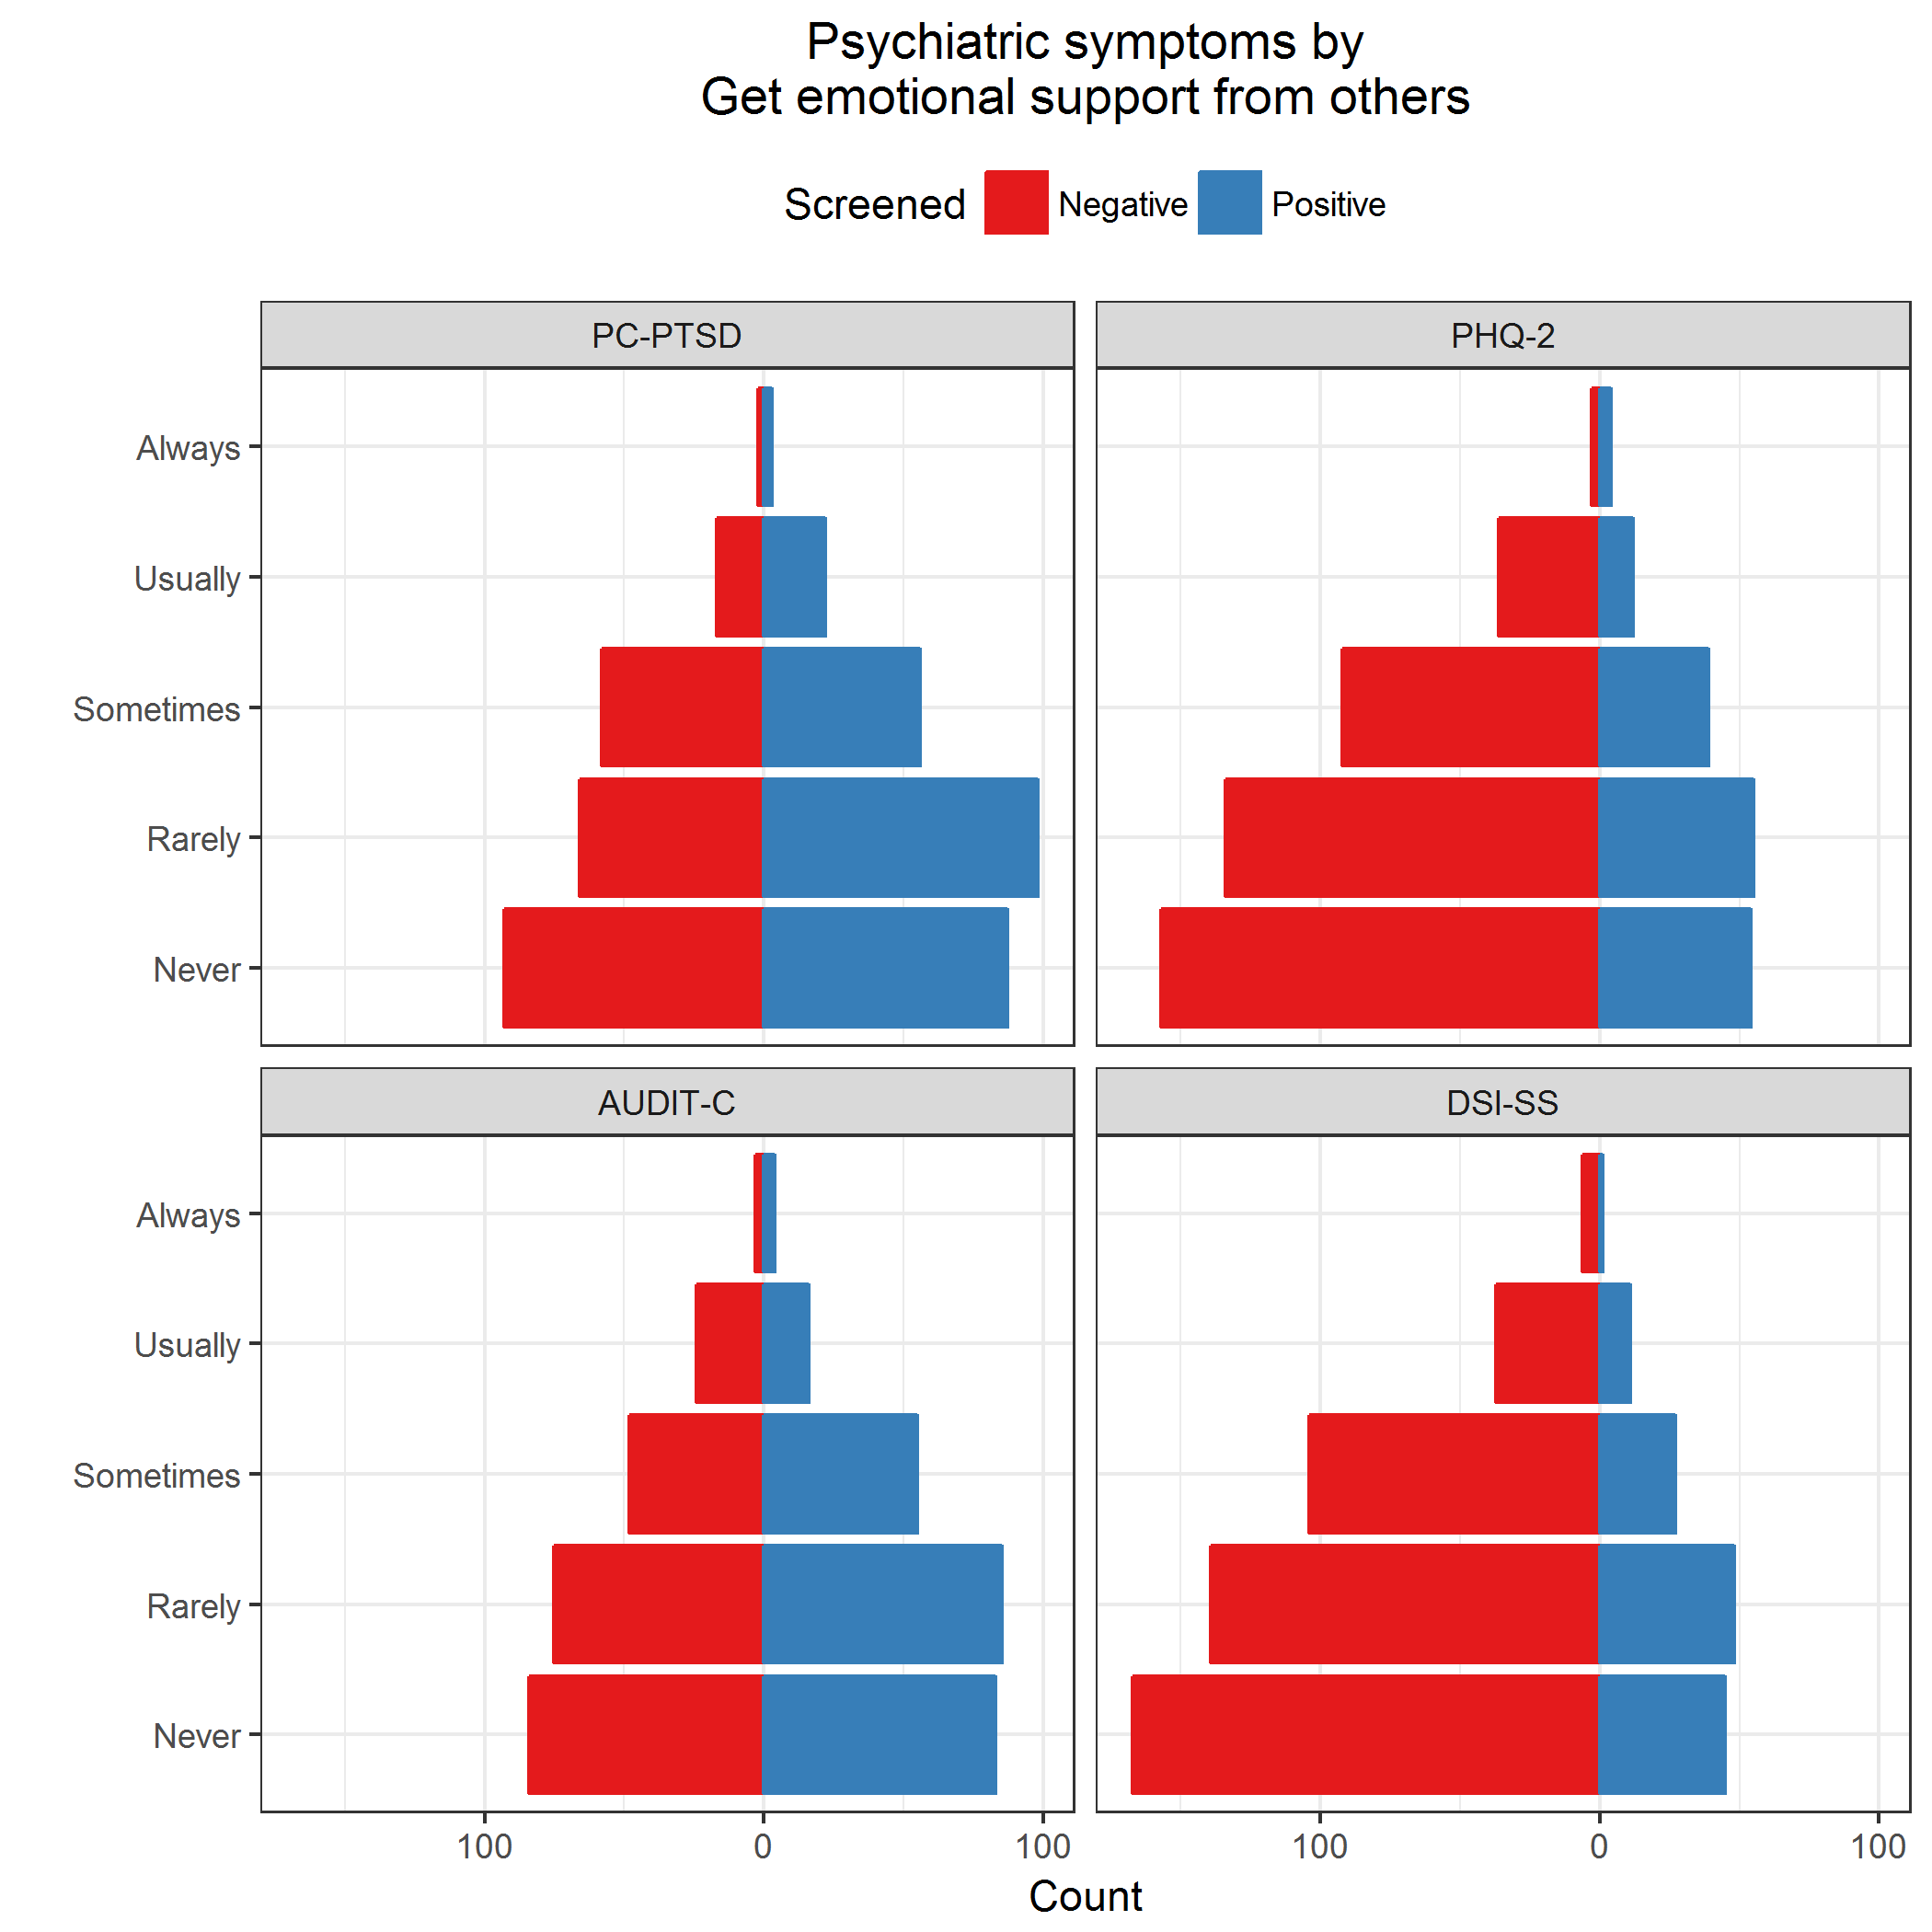 Psychiatric symptoms by
Get emotional support from others
Screened Negative Positive
PC-PTSD PHQ-2
Always
Usually
Sometimes
Rarely
Never
AUDIT-C DSI-SS
Always
Usually
Sometimes
Rarely
Never
100 0 100 100 0 100
Count